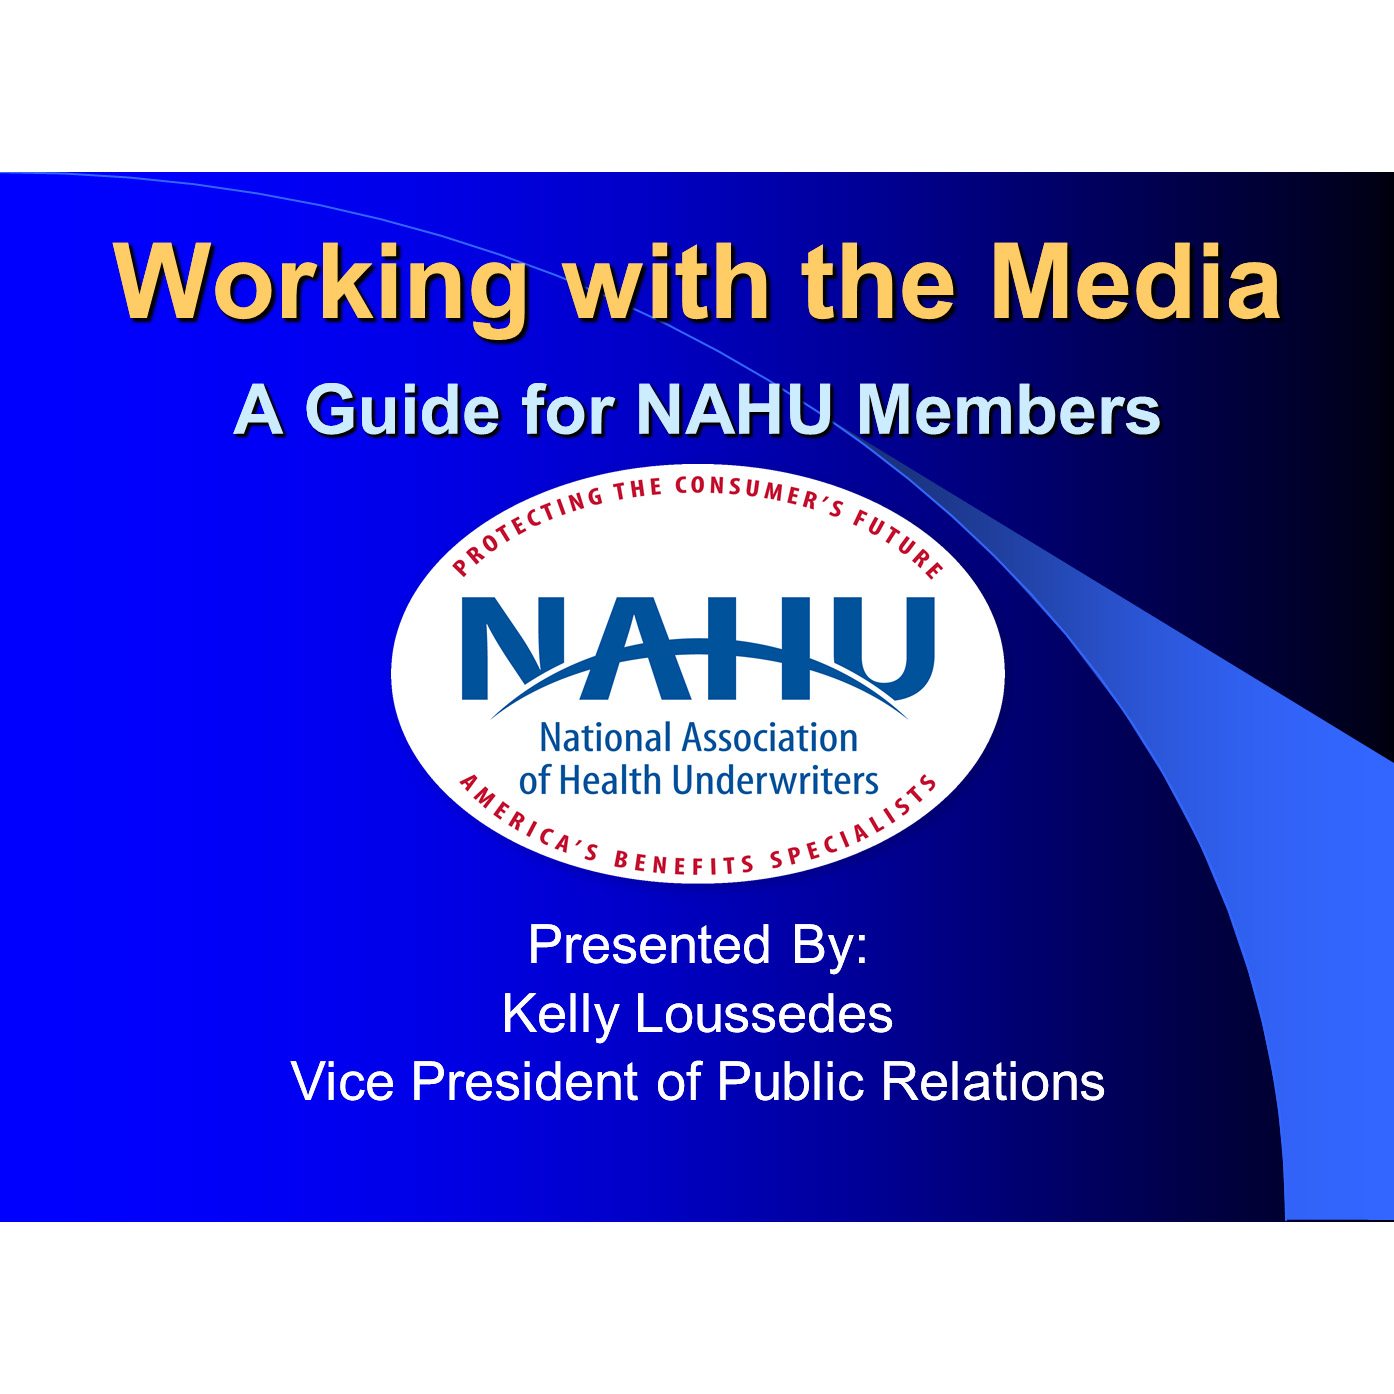 Working with the Media
A Guide for NAHU Members
PROTECTING THE CONSUMER'S FUTURE
NAHU
National Association
of Health Underwriters
AMERICA'S BENEFITS SPECIALISTS
Presented By:
Kelly Loussedes
Vice President of Public Relations